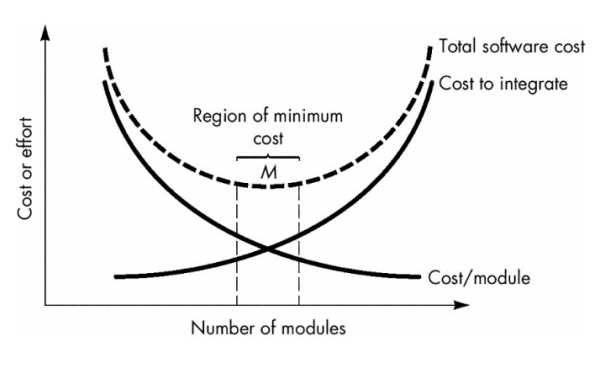 Total software cost
Cost to integrate
Region of minimum
cost
M
Cost or effort
Cost/module
Number of modules